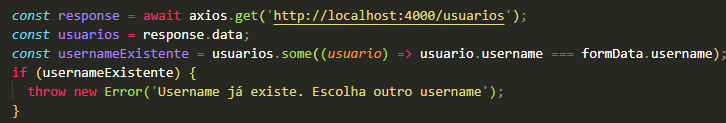 const response = await axios.get('http://localhost:4000/usuarios');
const usuarios = response.data;
const usernameExistente = usuarios.some((usuario) => usuario.username === formData.username);
if (usernameExistente) {
throw new Error('Username já existe. Escolha outro username');
}